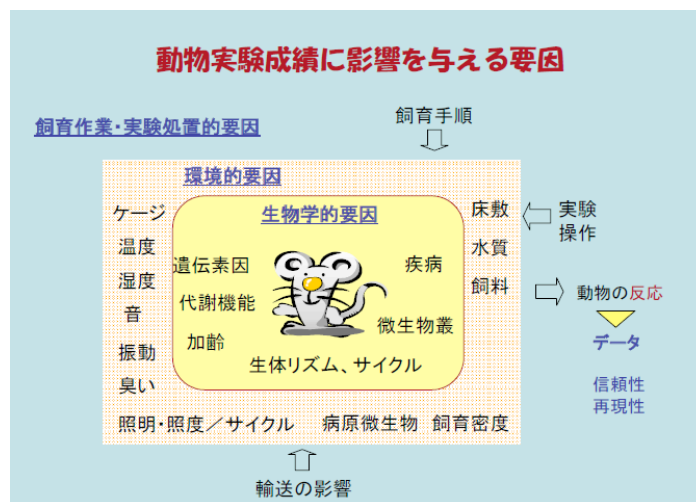 動物実験成績に影響を与える要因
飼育作業・実験処置的要因
飼育手順
環境的要因
生物学的要因
ケージ
温度
湿度
音
振動
臭い
遺伝素因
代謝機能
加齢
疾病
微生物叢
生体リズム、サイクル
床敷
水質
飼料
照明・照度／サイクル
病原微生物
飼育密度
実験
操作
動物の反応
データ
信頼性
再現性
輸送の影響